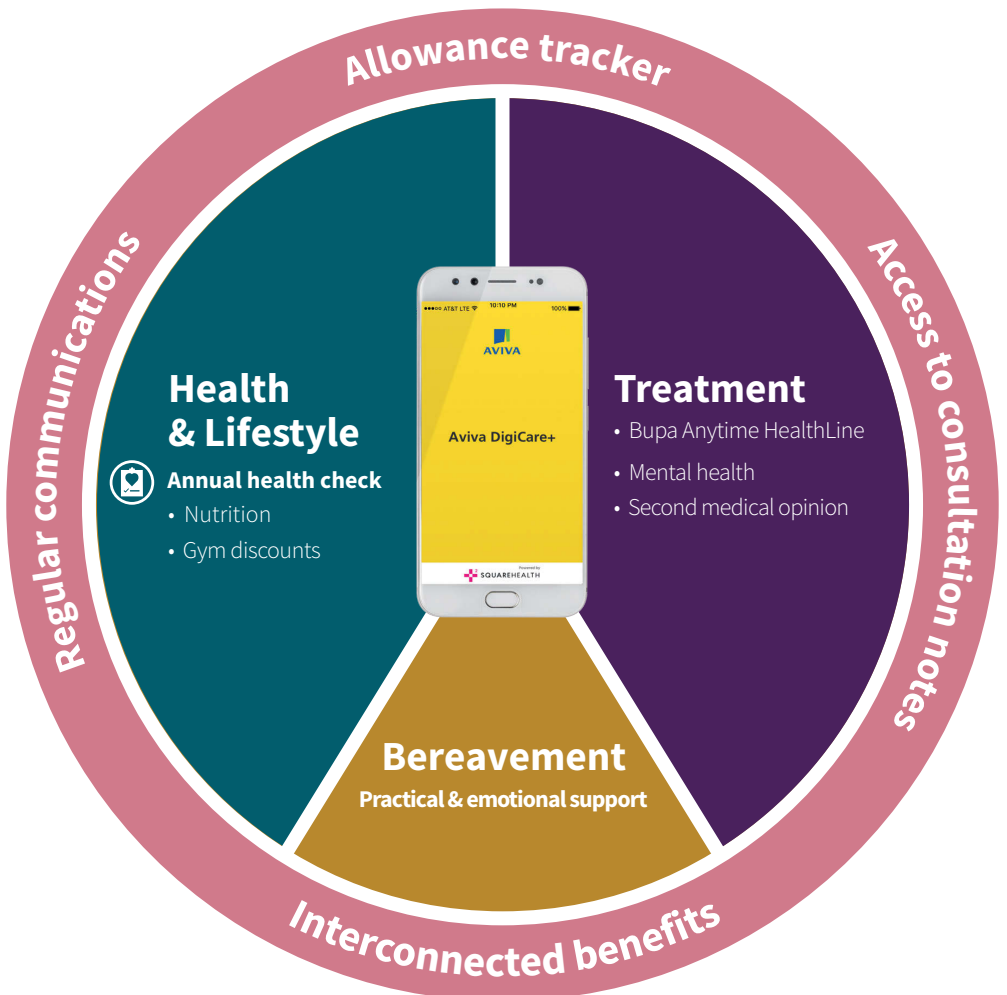 Allowance tracker
Regular communications
Access to consultation notes
Interconnected benefits
Health
& Lifestyle
Annual health check
• Nutrition
• Gym discounts
AT&T LTE 10:10 PM 100%
AVIVA
Aviva DigiCare+
Powered by
SQUAREHEALTH
Treatment
• Bupa Anytime HealthLine
• Mental health
• Second medical opinion
Bereavement
Practical & emotional support